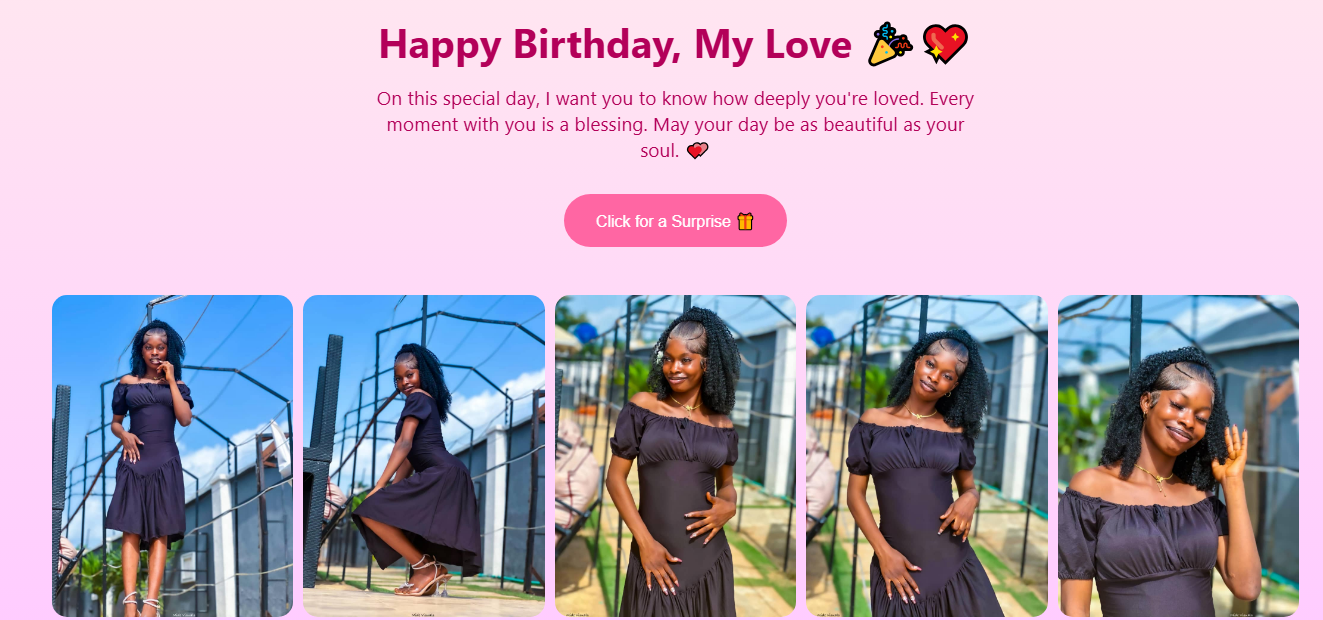 Happy Birthday, My Love 🎉💖
On this special day, I want you to know how deeply you're loved. Every
moment with you is a blessing. May your day be as beautiful as your
soul. 💕
Click for a Surprise 🎁